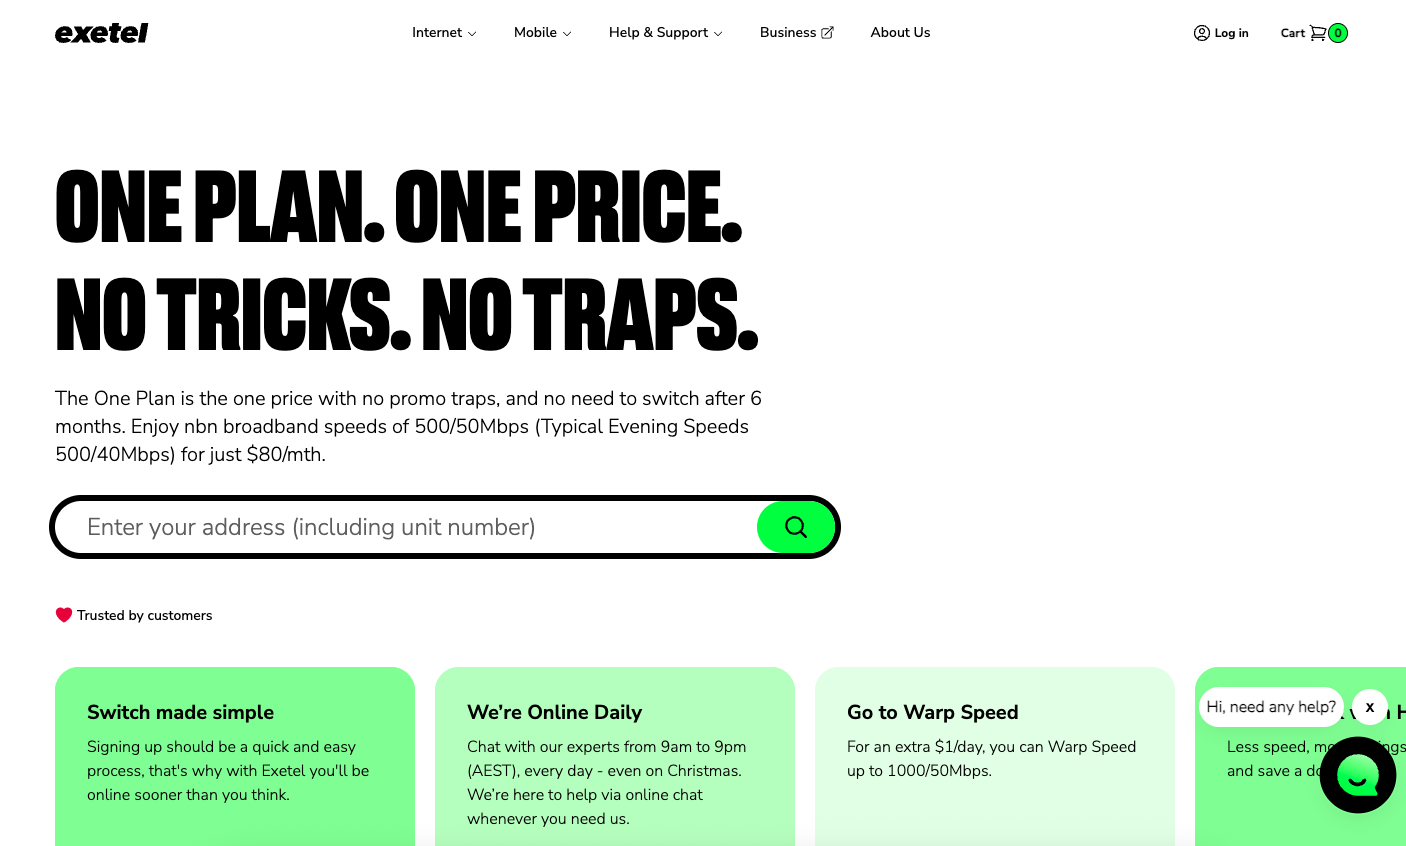 exetel
Internet
Mobile
Help & Support
Business
About Us
Log in
Cart
0
ONE PLAN. ONE PRICE.
NO TRICKS. NO TRAPS.
The One Plan is the one price with no promo traps, and no need to switch after 6
months. Enjoy nbn broadband speeds of 500/50Mbps (Typical Evening Speeds
500/40Mbps) for just $80/mth.
Enter your address (including unit number)
Trusted by customers
Switch made simple
Signing up should be a quick and easy
process, that's why with Exetel you'll be
online sooner than you think.
We’re Online Daily
Chat with our experts from 9am to 9pm
(AEST), every day - even on Christmas.
We’re here to help via online chat
whenever you need us.
Go to Warp Speed
For an extra $1/day, you can Warp Speed
up to 1000/50Mbps.
Hi, need any help?
x
Less speed,
and save a